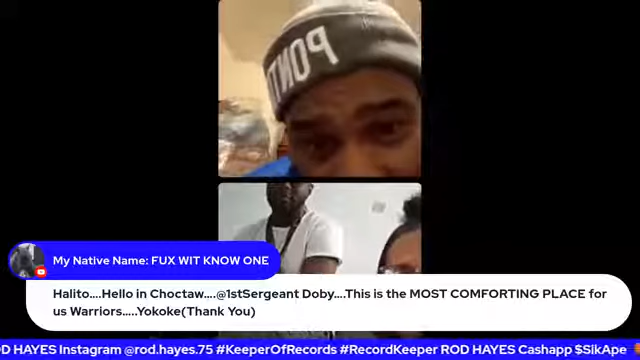 PONT
My Native Name: FUX WIT KNOW ONE
Halito....Hello in Choctaw....@1stSergeant Doby....This is the MOST COMFORTING PLACE for
us Warriors.....Yokoke(Thank You)
HAYES Instagram @rod.hayes.75 #KeeperOfRecords #RecordKeeper ROD HAYES Cashapp $SikApe